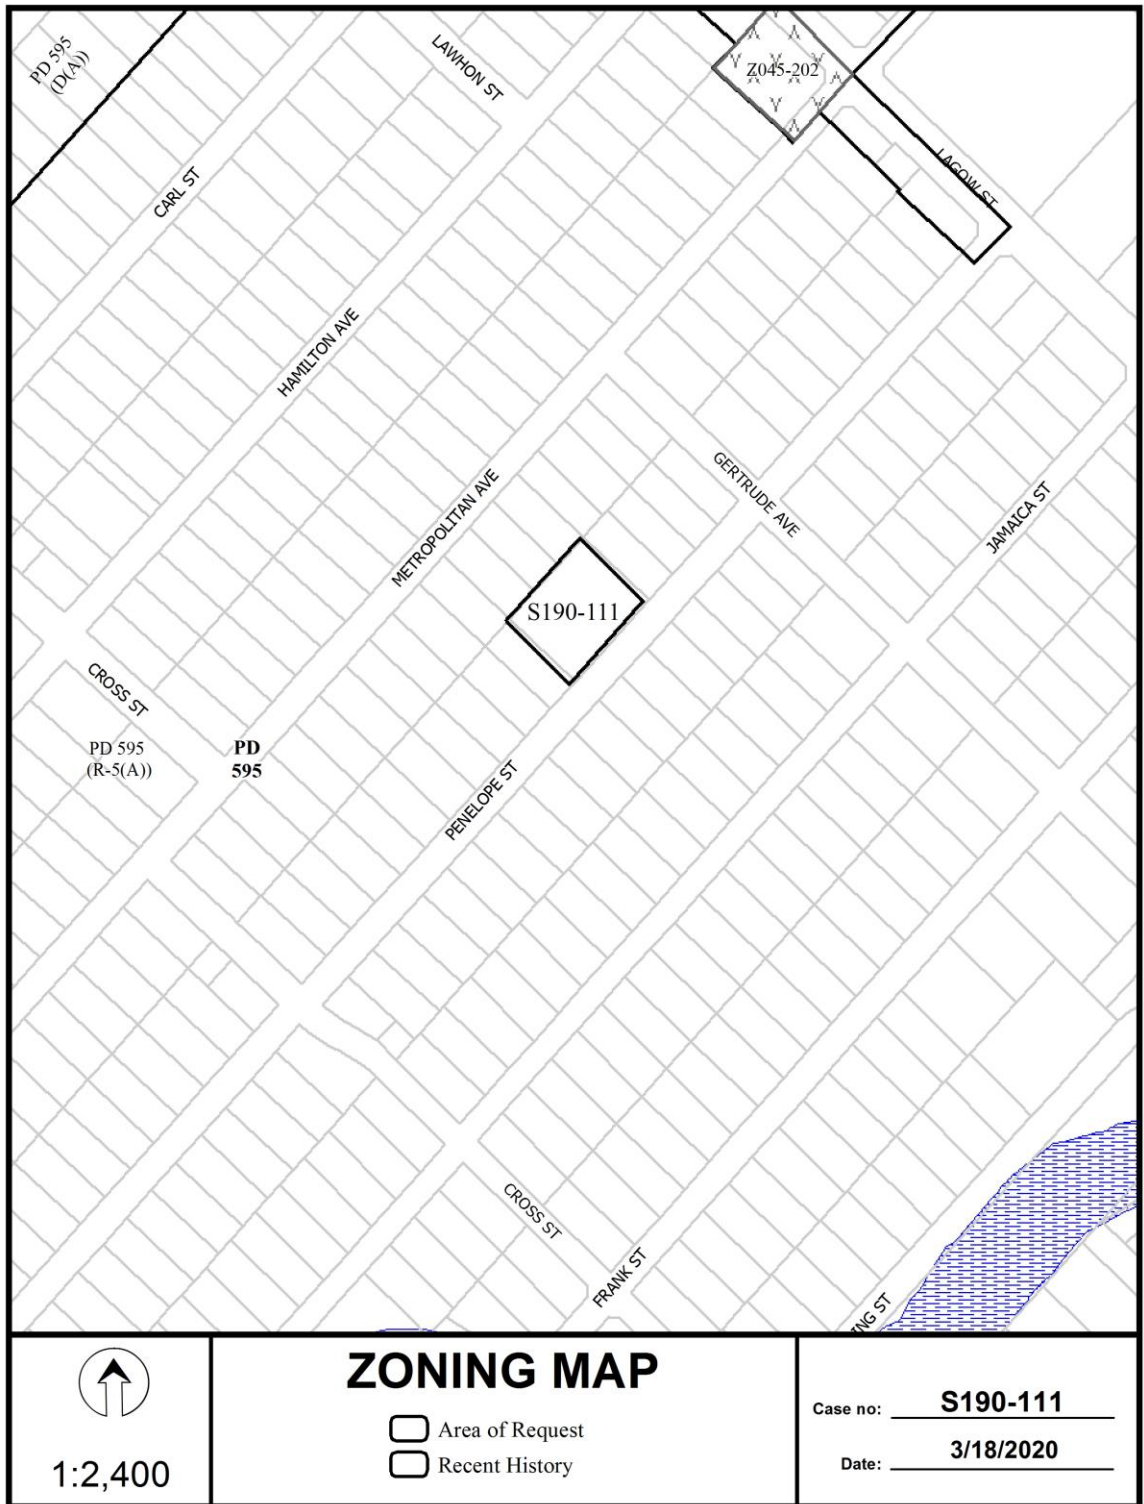 PD 595
(D(A))
LAWHON ST
Z045-202
CARL ST
LAGOW ST
HAMILTON AVE
METROPOLITAN AVE
GERTRUDE AVE
JAMAICA ST
S190-111
CROSS ST
PD 595
(R-5(A))
PD
595
PENELOPE ST
CROSS ST
FRANK ST
ING ST
1:2,400
ZONING MAP
Area of Request
Recent History
Case no: S190-111
Date: 3/18/2020